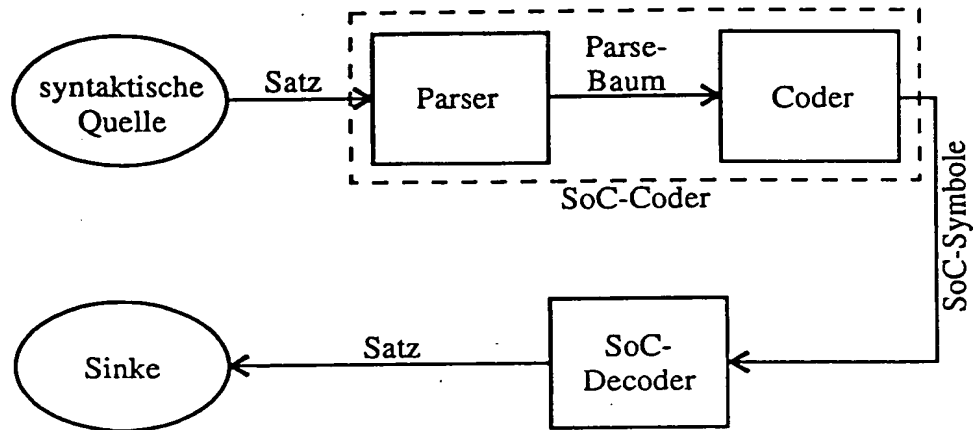 syntaktische
Quelle
Satz
Parser
Parse-
Baum
Coder
SoC-Coder
SoC-Symbole
Sinke
Satz
SoC-
Decoder